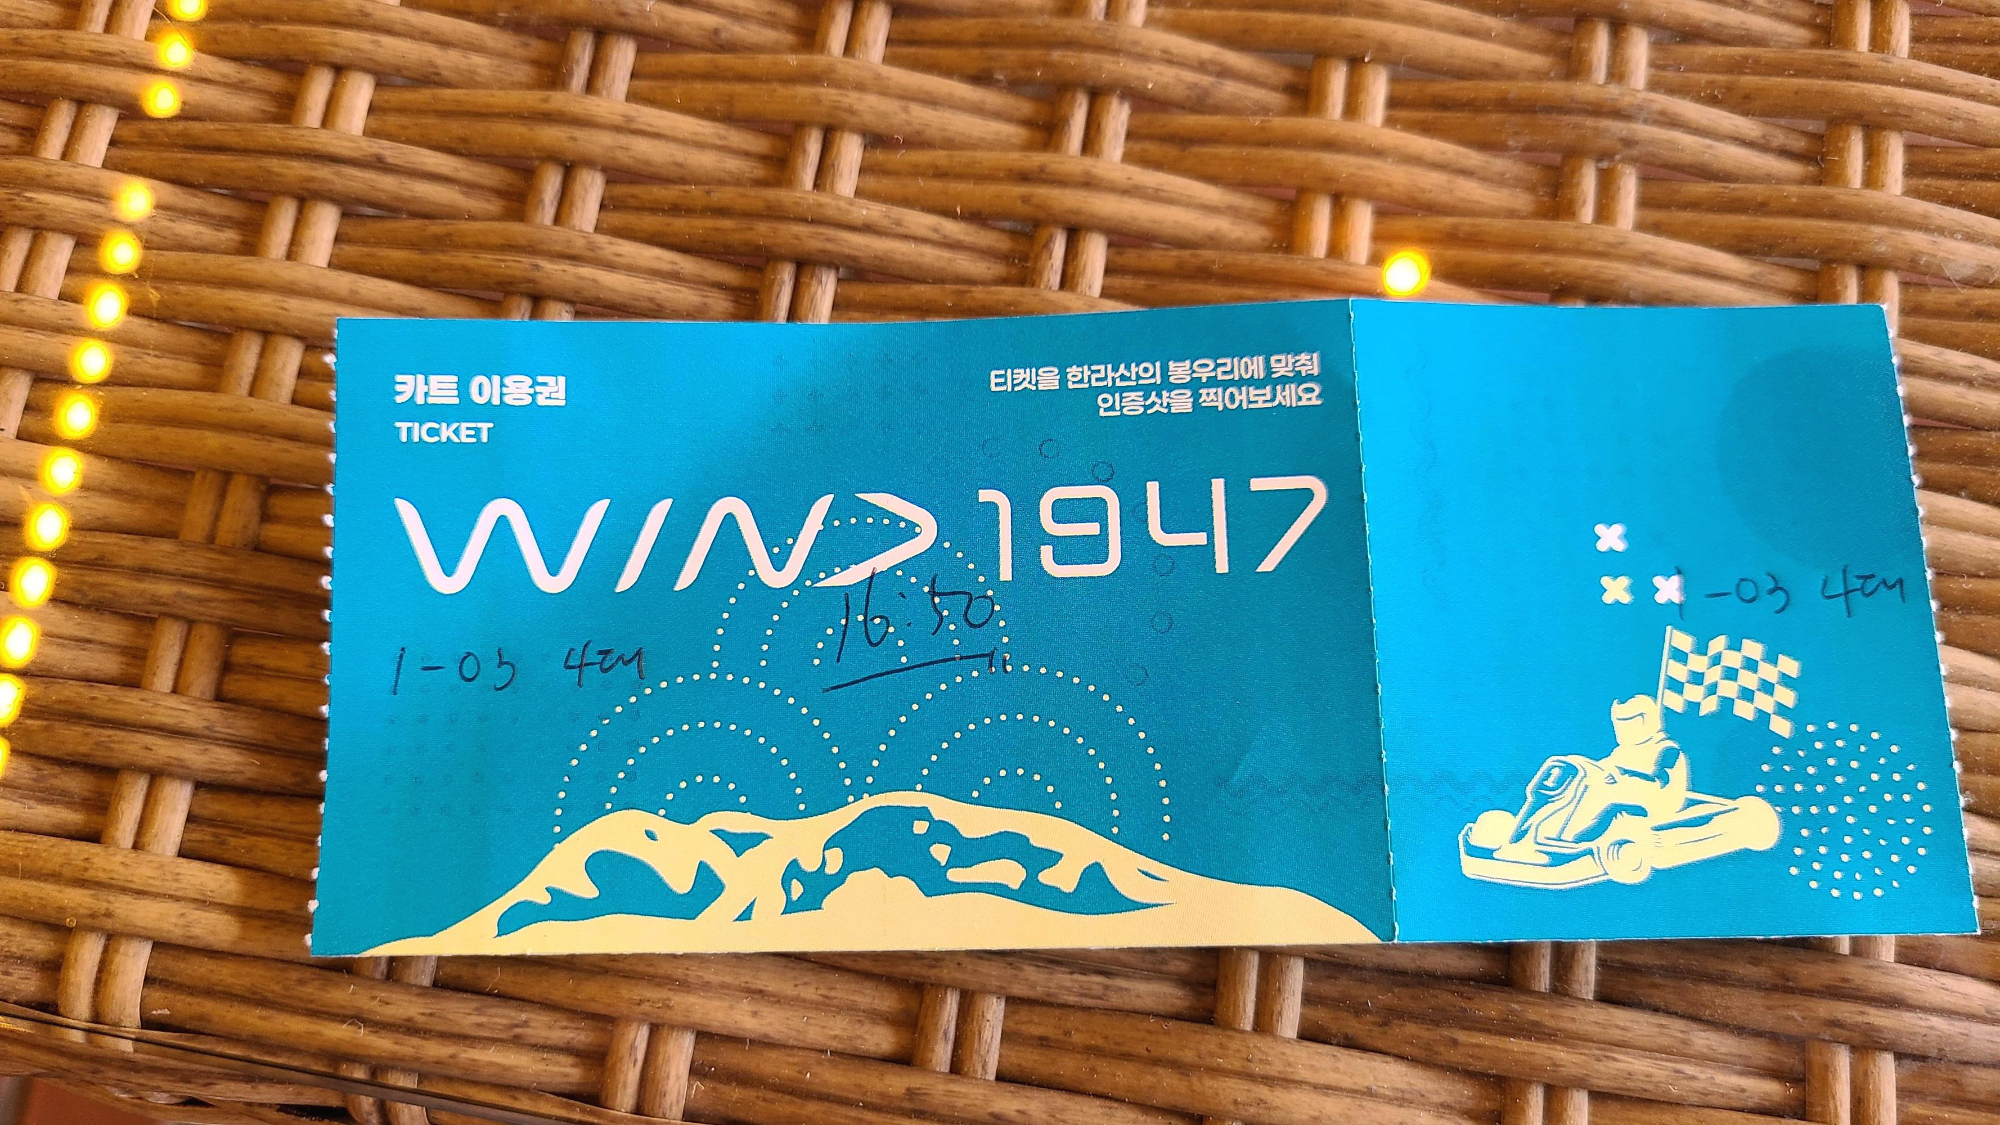 카트 이용권
TICKET
티켓을 한라산의 봉우리에 맞춰
인증샷을 찍어보세요
WIND 1947
16:50
1-03 4대
1-03 4대